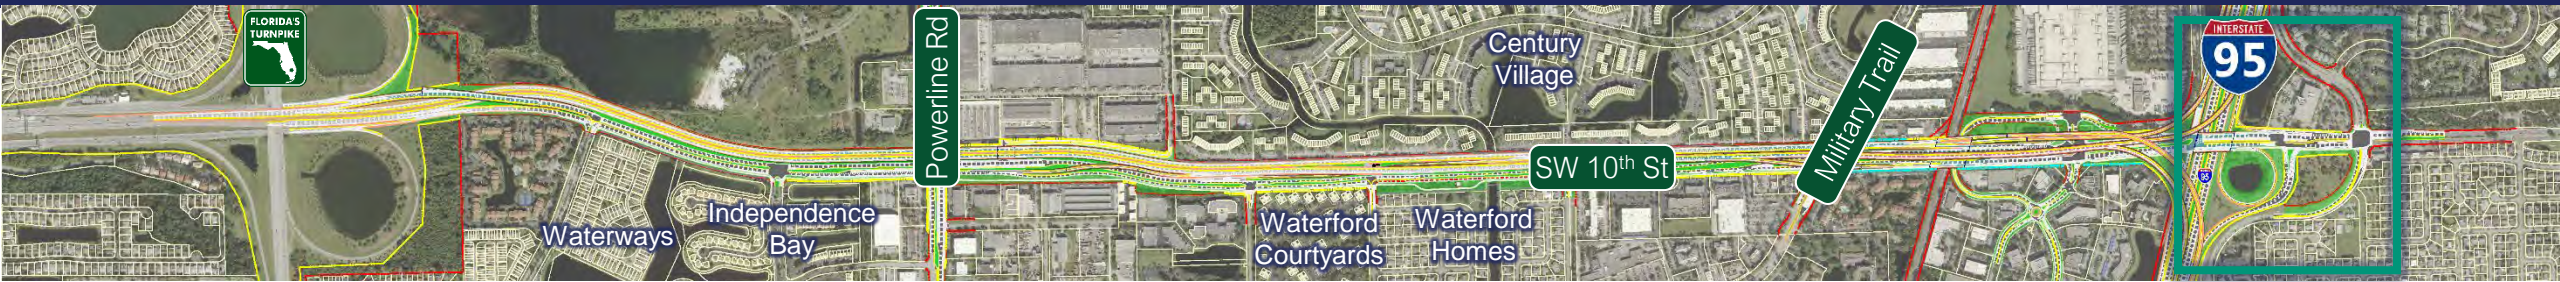 FLORIDA'S
TURNPIKE
Waterways
Independence
Bay
Powerline Rd
Waterford
Courtyards
Waterford
Homes
Century
Village
SW 10th St
Military Trail
INTERSTATE
95
95